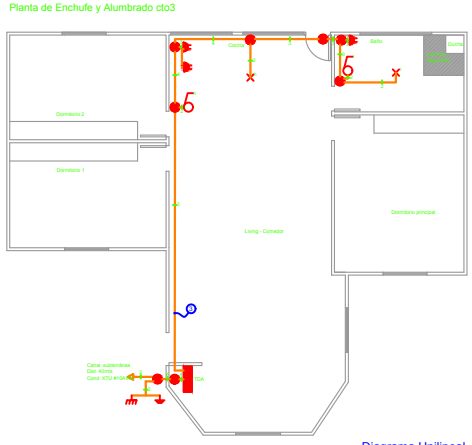 Planta de Enchufe y Alumbrado cto3
Cocina
Baño
Ducha
Dormitorio 2
Dormitorio 1
Dormitorio principal
Living - Comedor
3
Canal. subterránea
TDA
Diagrama Unilineal